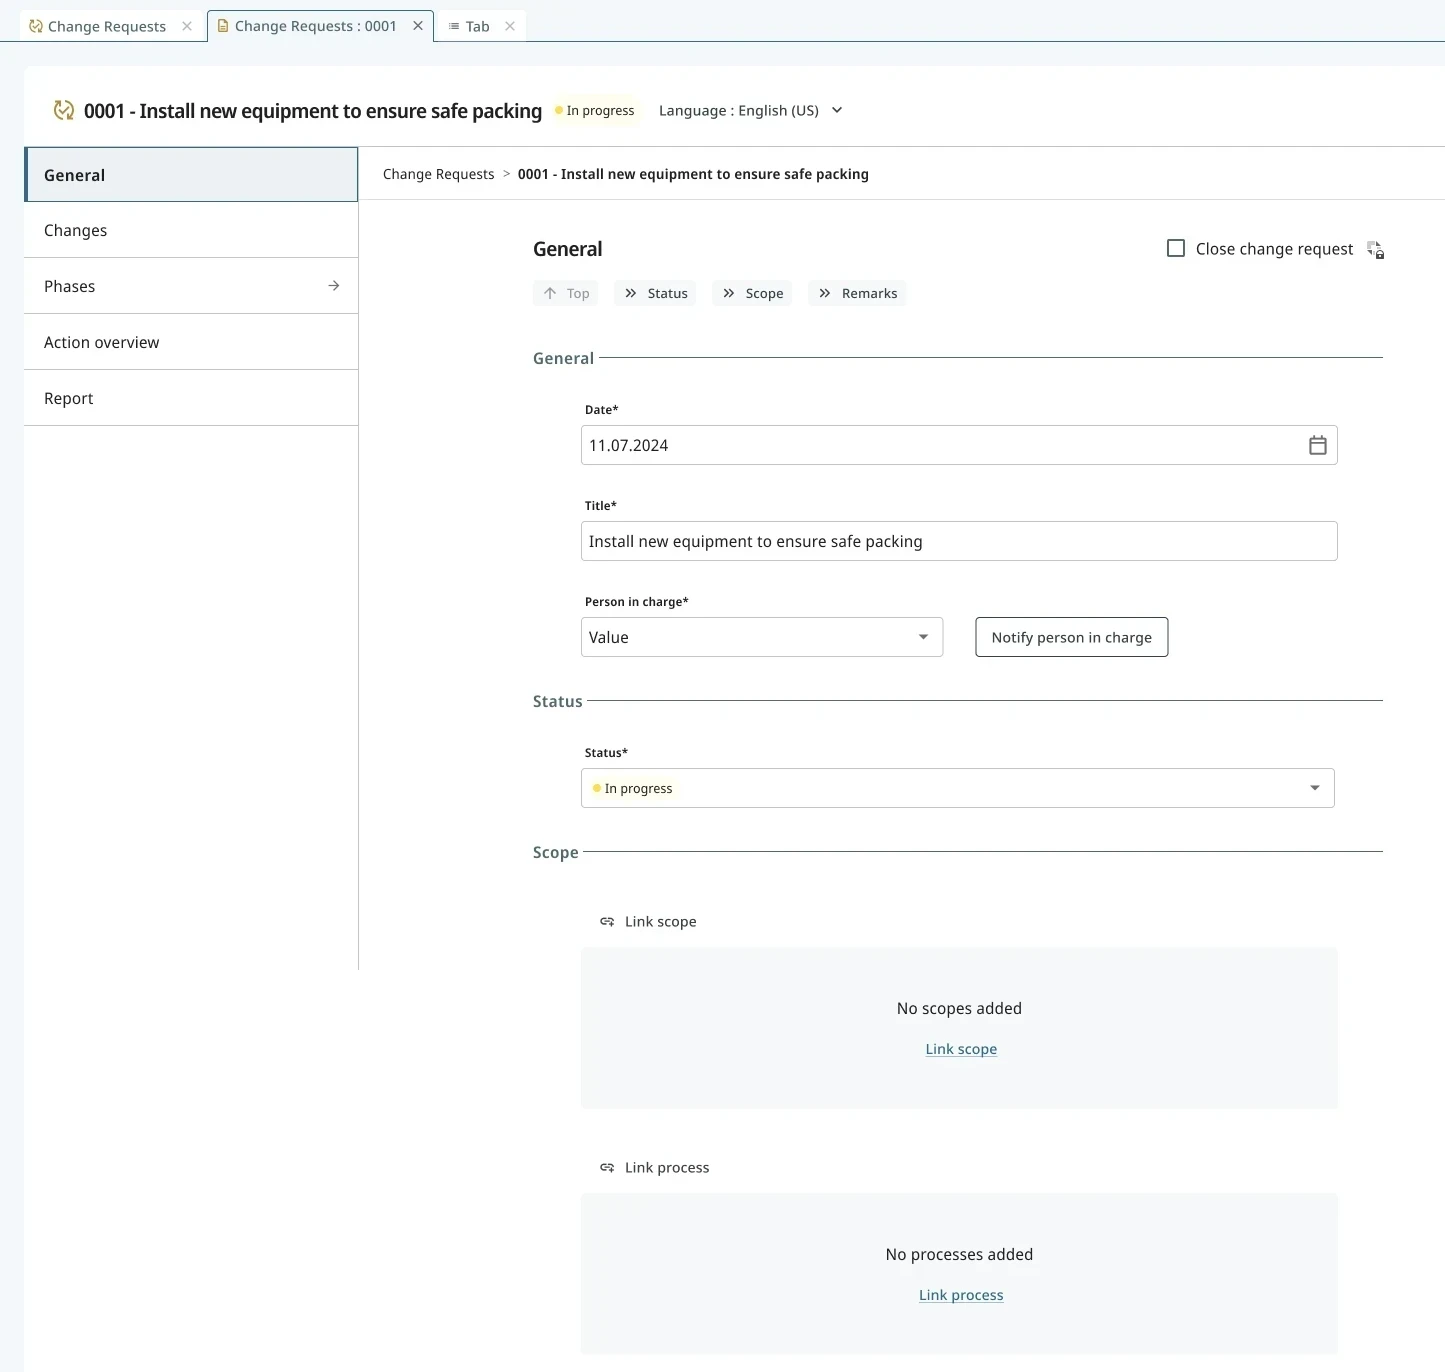 Change Requests
Change Requests : 0001
Tab
0001 - Install new equipment to ensure safe packing
In progress
Language : English (US)
General
Changes
Phases
Action overview
Report
Change Requests > 0001 - Install new equipment to ensure safe packing
General
Close change request
Top
Status
Scope
Remarks
General
Date*
11.07.2024
Title*
Install new equipment to ensure safe packing
Person in charge*
Value
Notify person in charge
Status
Status*
In progress
Scope
Link scope
No scopes added
Link scope
Link process
No processes added
Link process